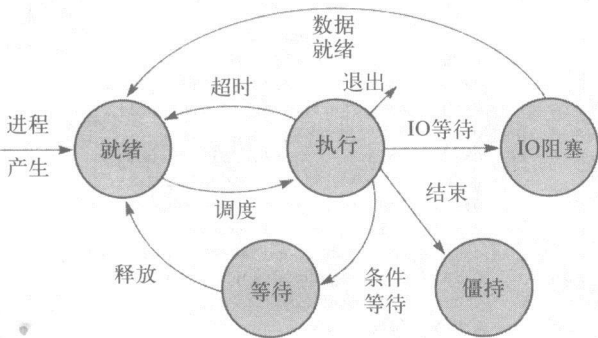 数据
就绪
超时
退出
进程
产生
就绪
执行
IO等待
IO阻塞
调度
结束
释放
等待
条件
等待
僵持